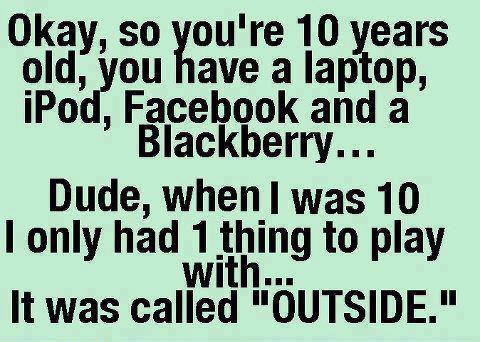 Okay, so you're 10 years
old, you have a laptop,
iPod, Facebook and a
Blackberry...
Dude, when I was 10
I only had 1 thing to play
with...
It was called "OUTSIDE."